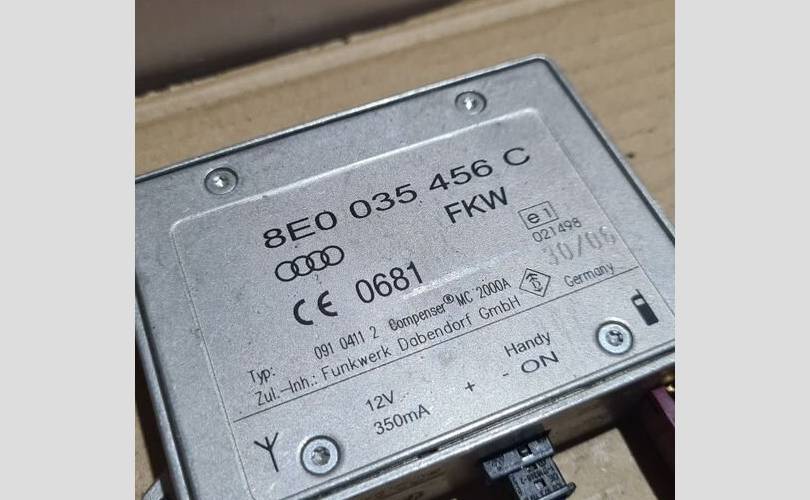 8E0 035 456 C
FKW
CE 0681
e1
021498
30/06
Typ: 091 0411 2 Compenser® MC 2000A
Zul.-Inh.: Funkwerk Dabendorf GmbH Germany
12V
350mA
+ -
Handy
ON